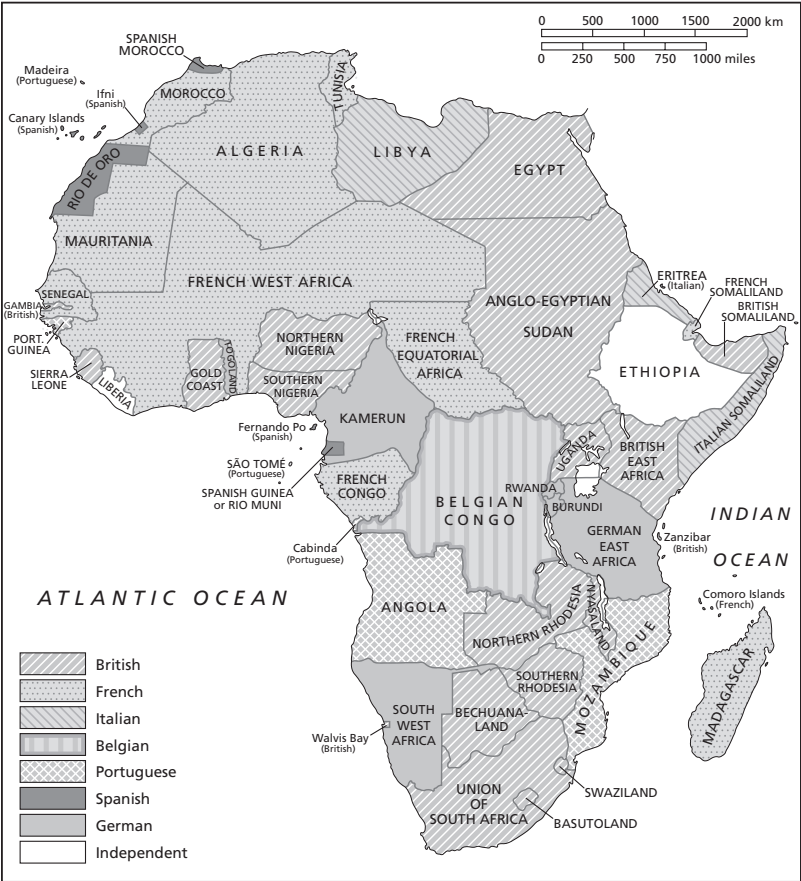 0 500 1000 1500 2000 km
0 250 500 750 1000 miles
SPANISH
MOROCCO
Madeira
(Portuguese)
Ifni
(Spanish)
Canary Islands
(Spanish)
MOROCCO
TUNISIA
ALGERIA
LIBYA
EGYPT
RIO DE ORO
MAURITANIA
FRENCH WEST AFRICA
SENEGAL
GAMBIA
(British)
PORT.
GUINEA
SIERRA
LEONE
LIBERIA
GOLD
COAST
TOGOLAND
NORTHERN
NIGERIA
SOUTHERN
NIGERIA
FRENCH
EQUATORIAL
AFRICA
ANGLO-EGYPTIAN
SUDAN
ERITREA
(Italian)
FRENCH
SOMALILAND
BRITISH
SOMALILAND
ETHIOPIA
ITALIAN SOMALILAND
KAMERUN
Fernando Po
(Spanish)
SÃO TOMÉ
(Portuguese)
SPANISH GUINEA
or RIO MUNI
FRENCH
CONGO
Cabinda
(Portuguese)
BELGIAN
CONGO
UGANDA
BRITISH
EAST
AFRICA
RWANDA
BURUNDI
GERMAN
EAST
AFRICA
Zanzibar
(British)
INDIAN
OCEAN
Comoro Islands
(French)
ATLANTIC OCEAN
ANGOLA
NORTHERN RHODESIA
NYASALAND
MOZAMBIQUE
MADAGASCAR
SOUTHERN
RHODESIA
SOUTH
WEST
AFRICA
BECHUANA-
LAND
Walvis Bay
(British)
UNION
OF
SOUTH AFRICA
SWAZILAND
BASUTOLAND
British
French
Italian
Belgian
Portuguese
Spanish
German
Independent